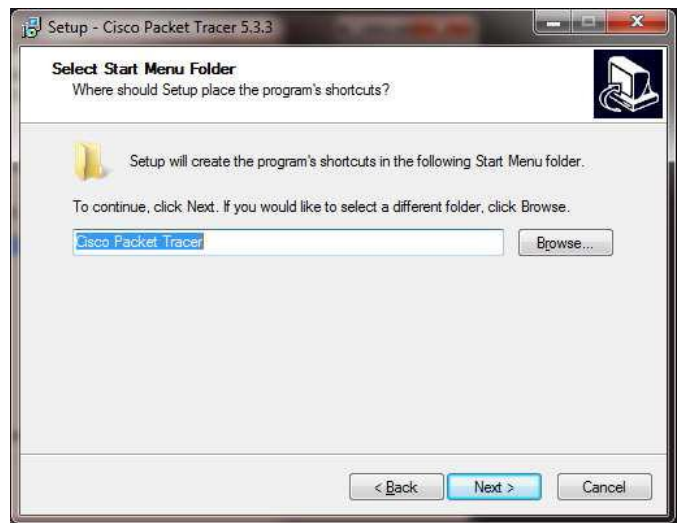 Setup - Cisco Packet Tracer 5.3.3
Select Start Menu Folder
Where should Setup place the program's shortcuts?
Setup will create the program's shortcuts in the following Start Menu folder.
To continue, click Next. If you would like to select a different folder, click Browse.
Cisco Packet Tracer
Browse...
< Back
Next >
Cancel